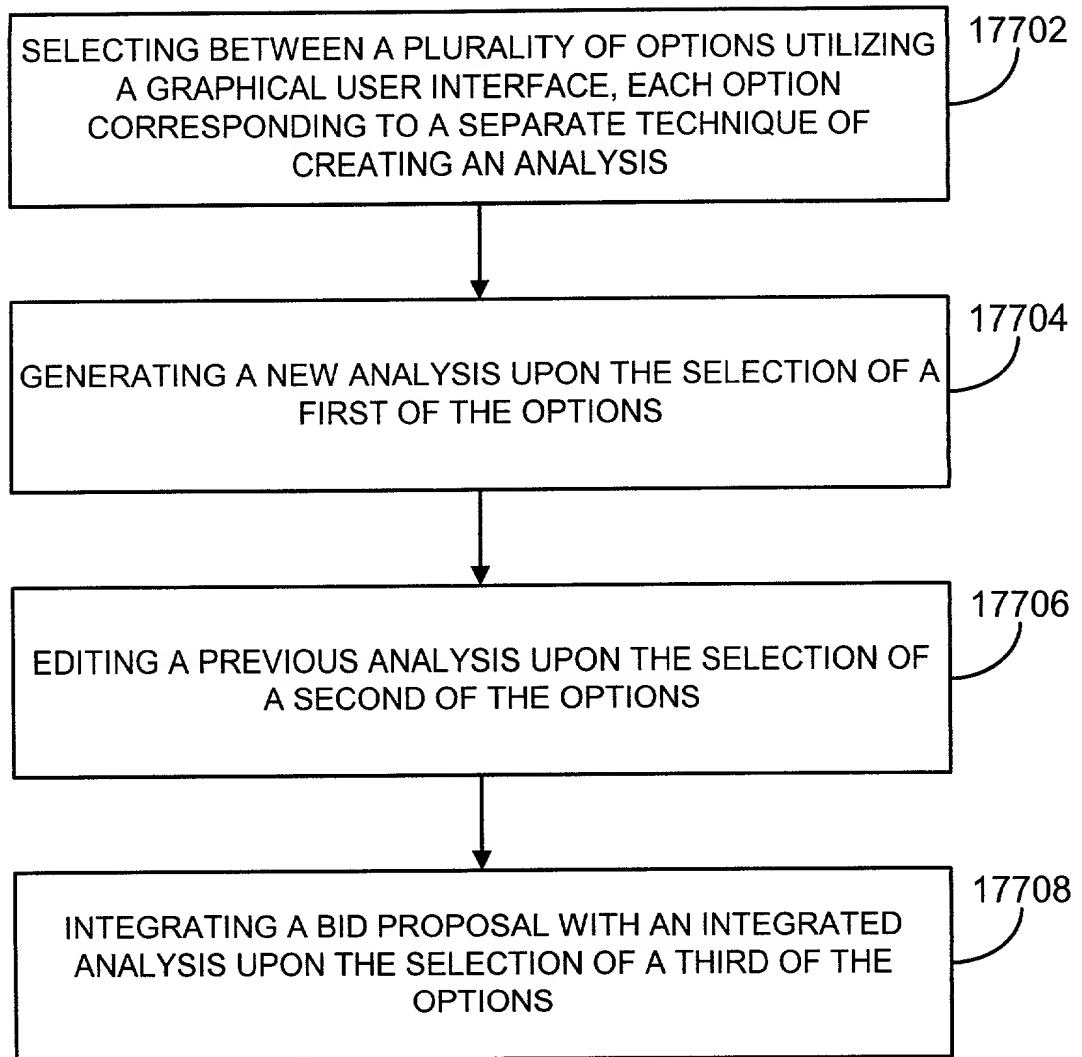 17702
SELECTING BETWEEN A PLURALITY OF OPTIONS UTILIZING
A GRAPHICAL USER INTERFACE, EACH OPTION
CORRESPONDING TO A SEPARATE TECHNIQUE OF
CREATING AN ANALYSIS
17704
GENERATING A NEW ANALYSIS UPON THE SELECTION OF A
FIRST OF THE OPTIONS
17706
EDITING A PREVIOUS ANALYSIS UPON THE SELECTION OF
A SECOND OF THE OPTIONS
17708
INTEGRATING A BID PROPOSAL WITH AN INTEGRATED
ANALYSIS UPON THE SELECTION OF A THIRD OF THE
OPTIONS